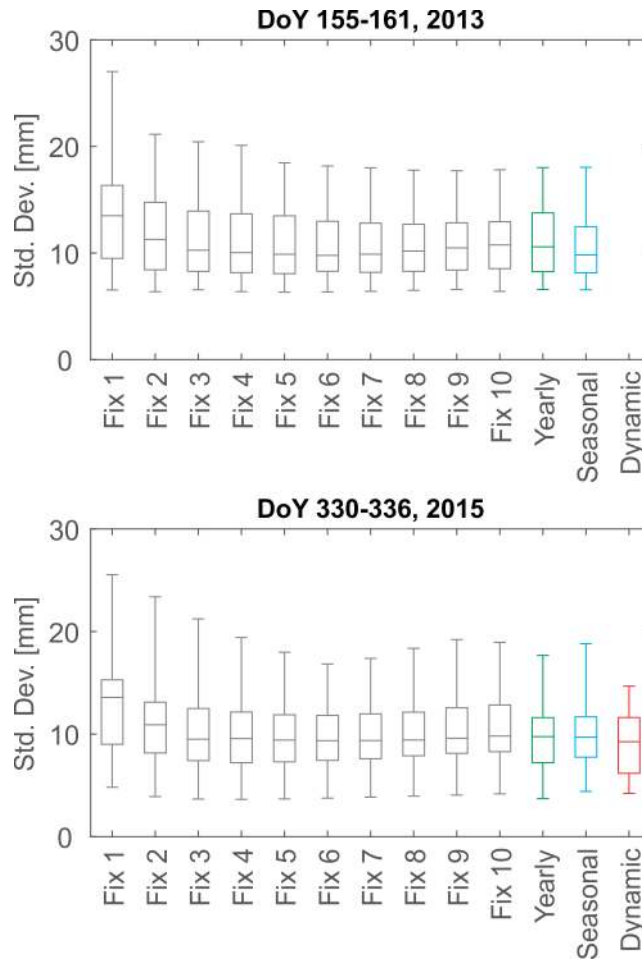 DoY 155-161, 2013
Std. Dev. [mm]
30
20
10
0
Fix 1
Fix 2
Fix 3
Fix 4
Fix 5
Fix 6
Fix 7
Fix 8
Fix 9
Fix 10
Yearly
Seasonal
Dynamic
DoY 330-336, 2015
Std. Dev. [mm]
30
20
10
0
Fix 1
Fix 2
Fix 3
Fix 4
Fix 5
Fix 6
Fix 7
Fix 8
Fix 9
Fix 10
Yearly
Seasonal
Dynamic